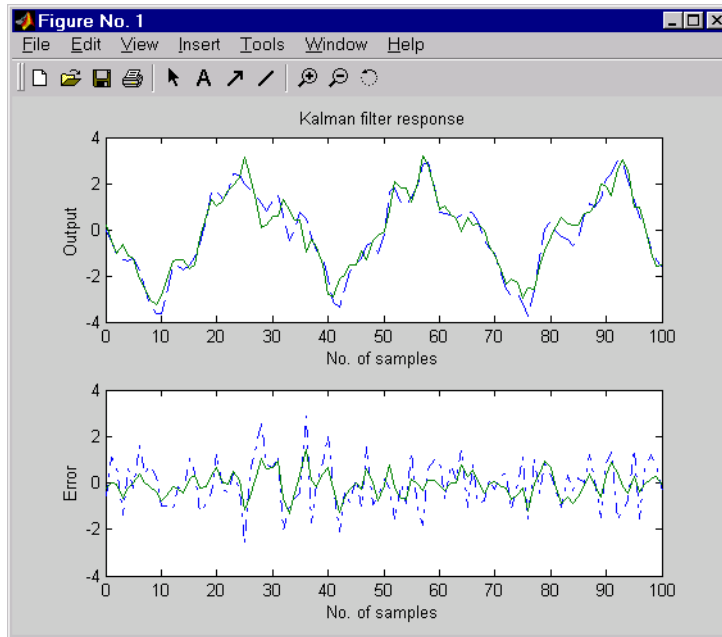 Figure No. 1
File Edit View Insert Tools Window Help
A
Kalman filter response
4
2
0
-2
-4
Output
0 10 20 30 40 50 60 70 80 90 100
No. of samples
4
2
0
-2
-4
Error
0 10 20 30 40 50 60 70 80 90 100
No. of samples